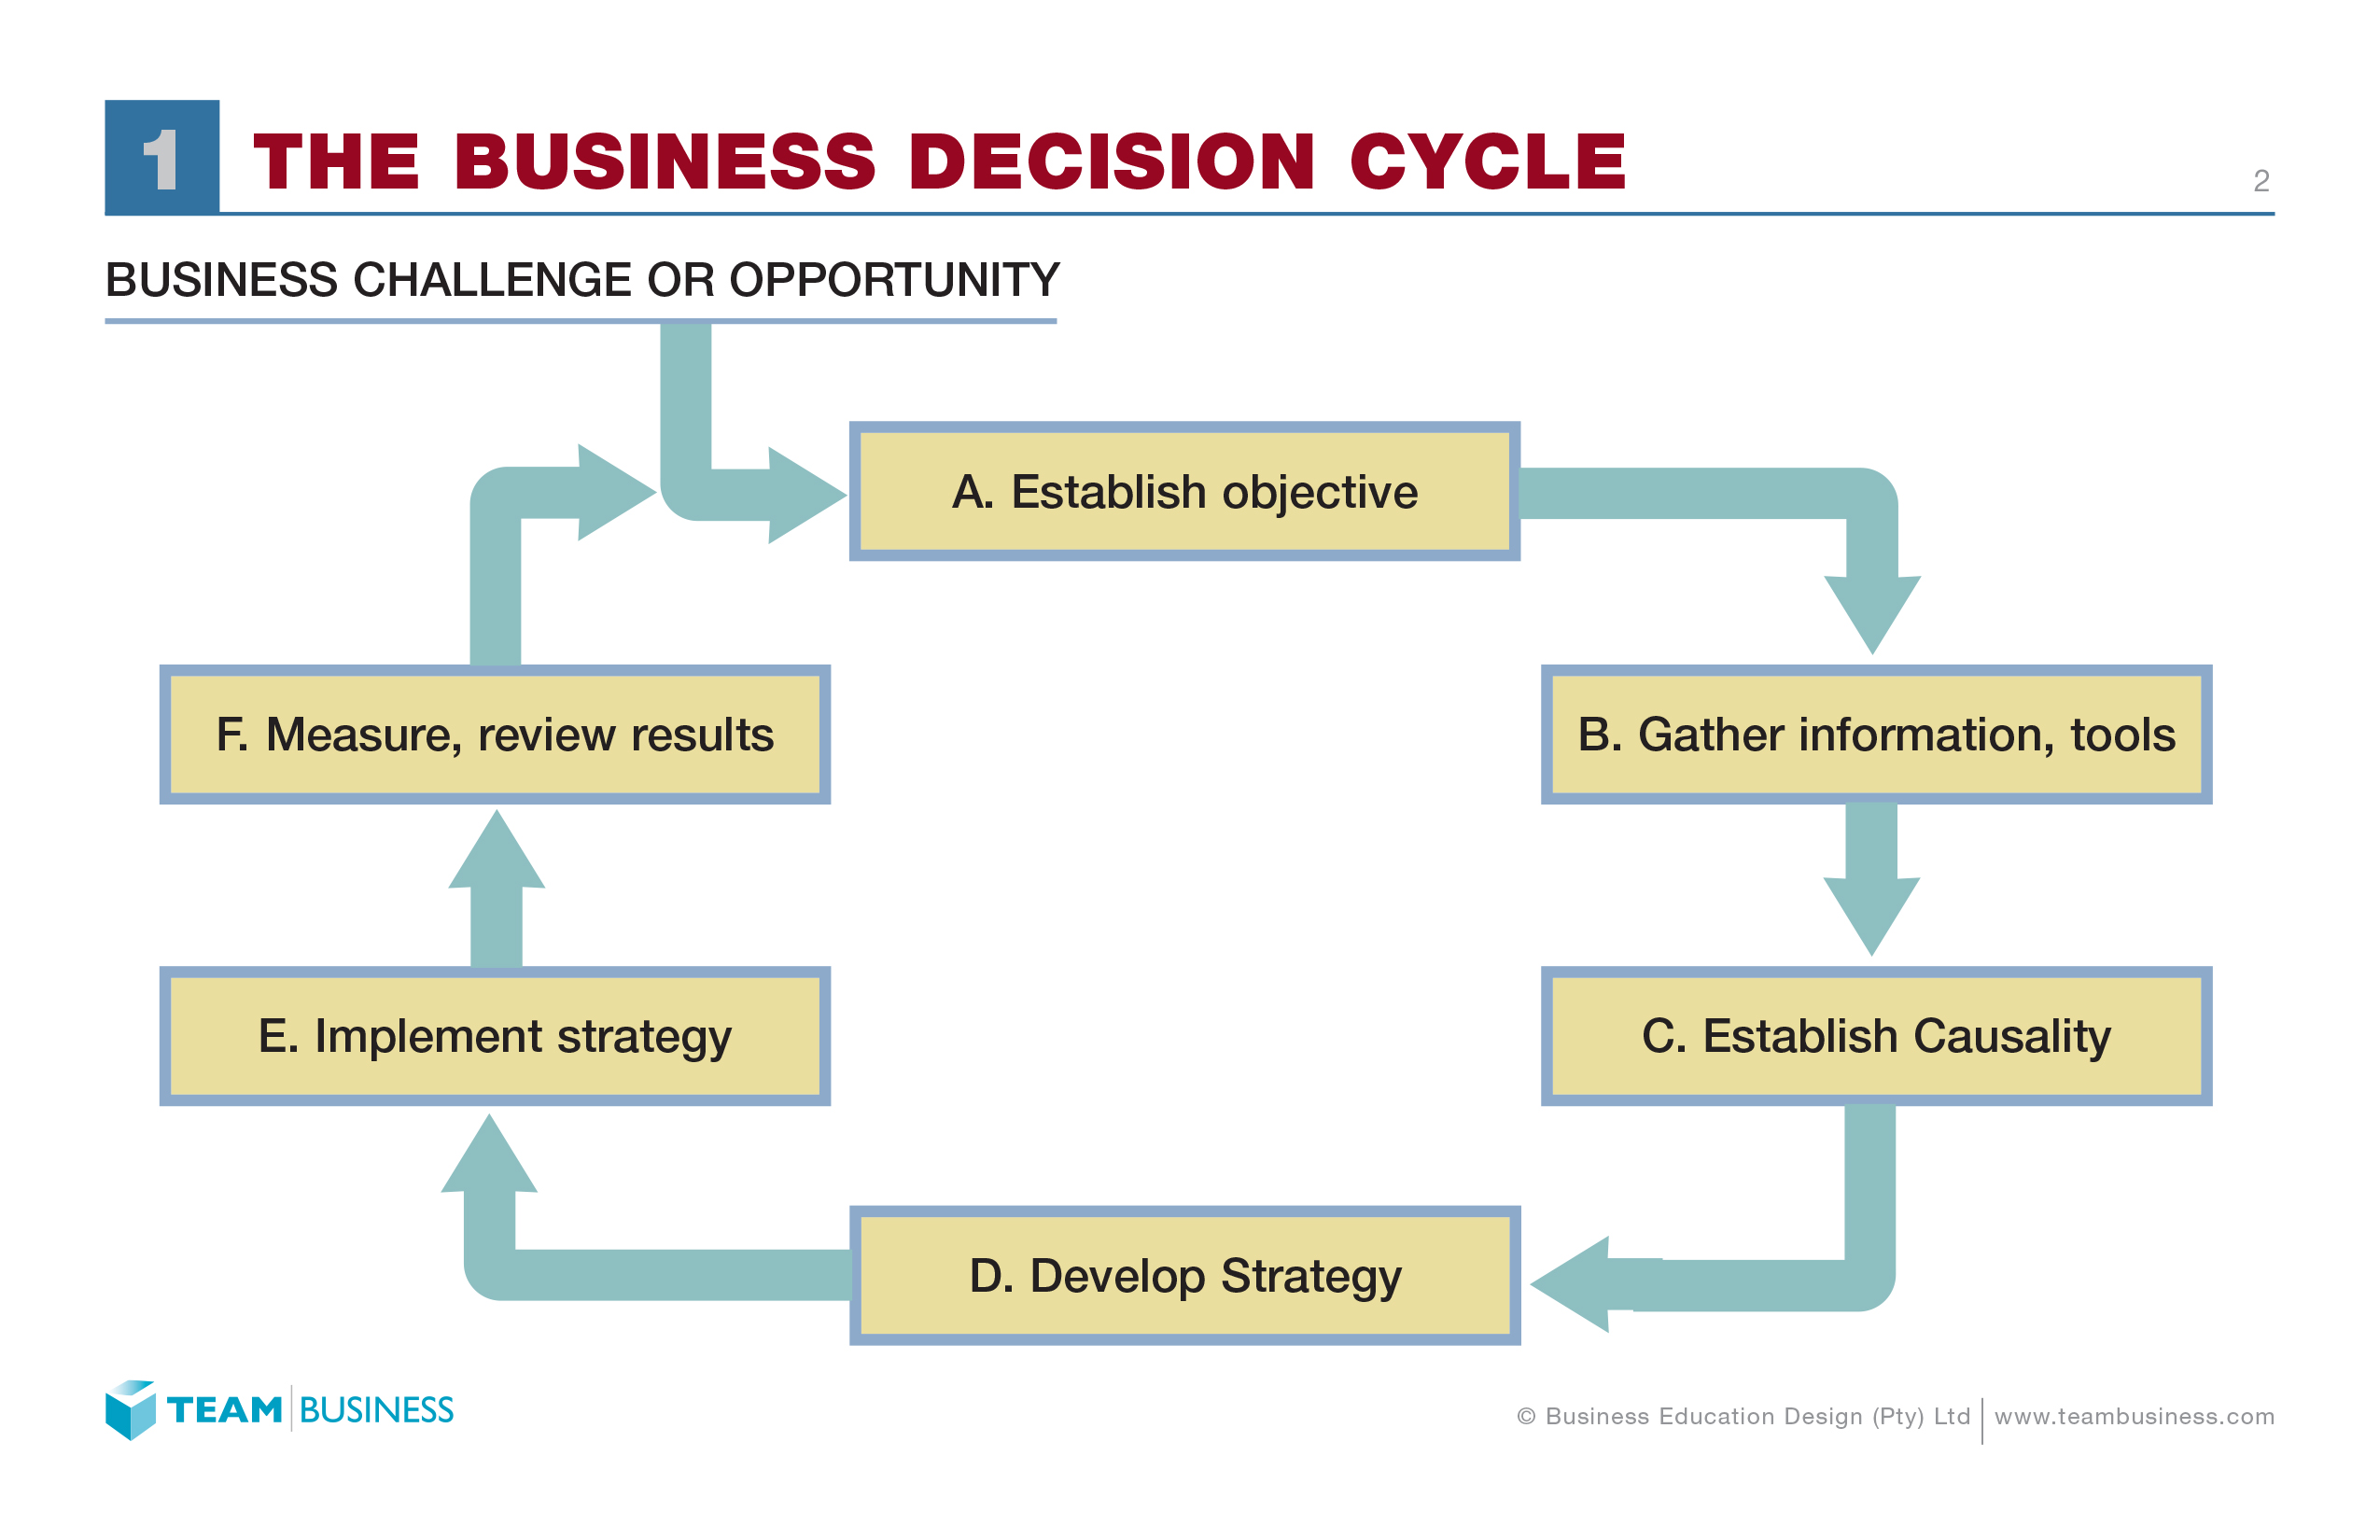 1 THE BUSINESS DECISION CYCLE 2
BUSINESS CHALLENGE OR OPPORTUNITY
A. Establish objective
F. Measure, review results
B. Gather information, tools
E. Implement strategy
C. Establish Causality
D. Develop Strategy
TEAM BUSINESS
© Business Education Design (Pty) Ltd | www.teambusiness.com